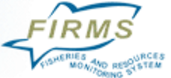 FIRMS
FISHERIES AND RESOURCES
MONITORING SYSTEM